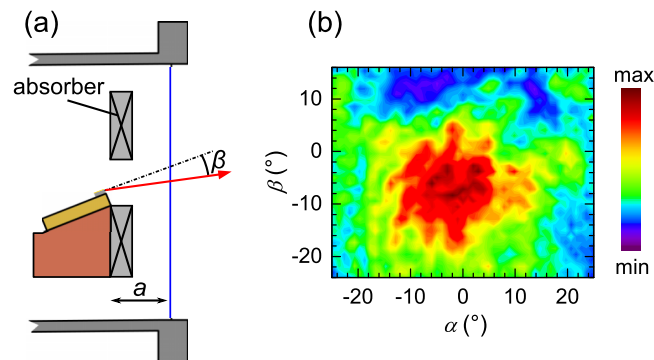 (a)
absorber
β
a
(b)
β (°)
10
0
-10
-20
-20
-10
0
10
20
α (°)
max
min